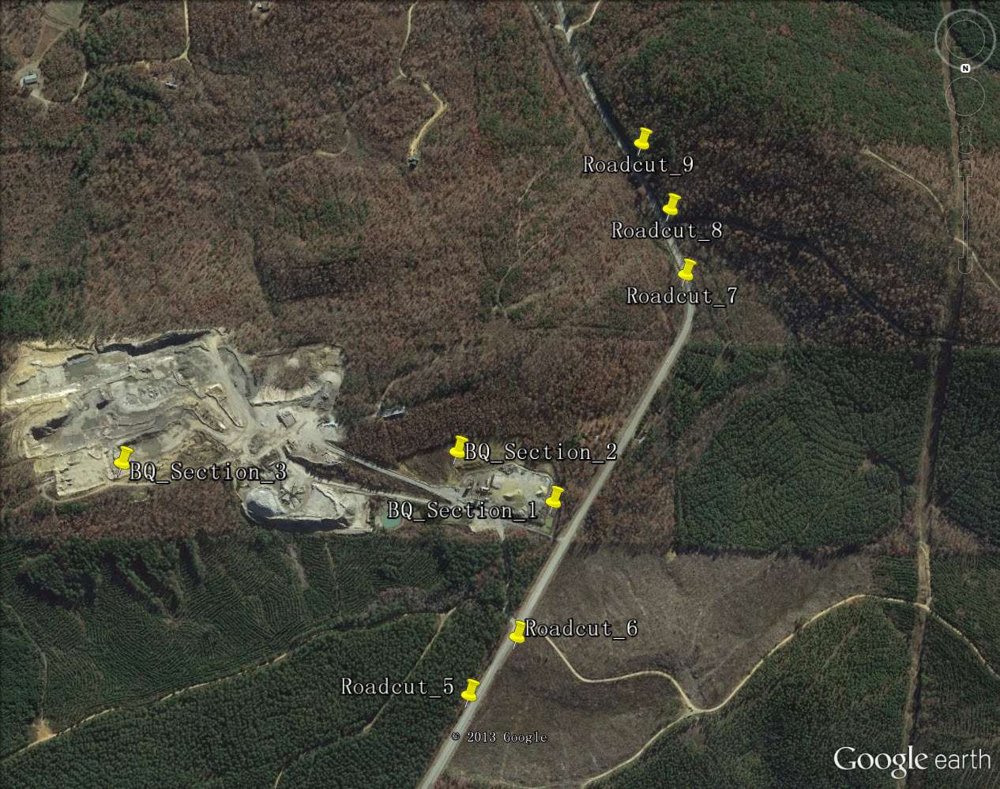 N
Roadcut_9
Roadcut_8
Roadcut_7
BQ_Section_2
BQ_Section_3
BQ_Section_1
Roadcut_6
Roadcut_5
© 2013 Google
Google earth